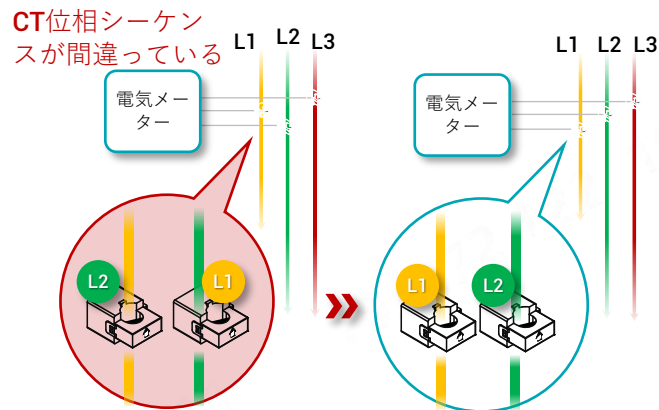 CT位相シーケン
スが間違っている
L1 L2 L3
電気メー
ター
L2
L1
L1 L2 L3
電気メー
ター
L1
L2